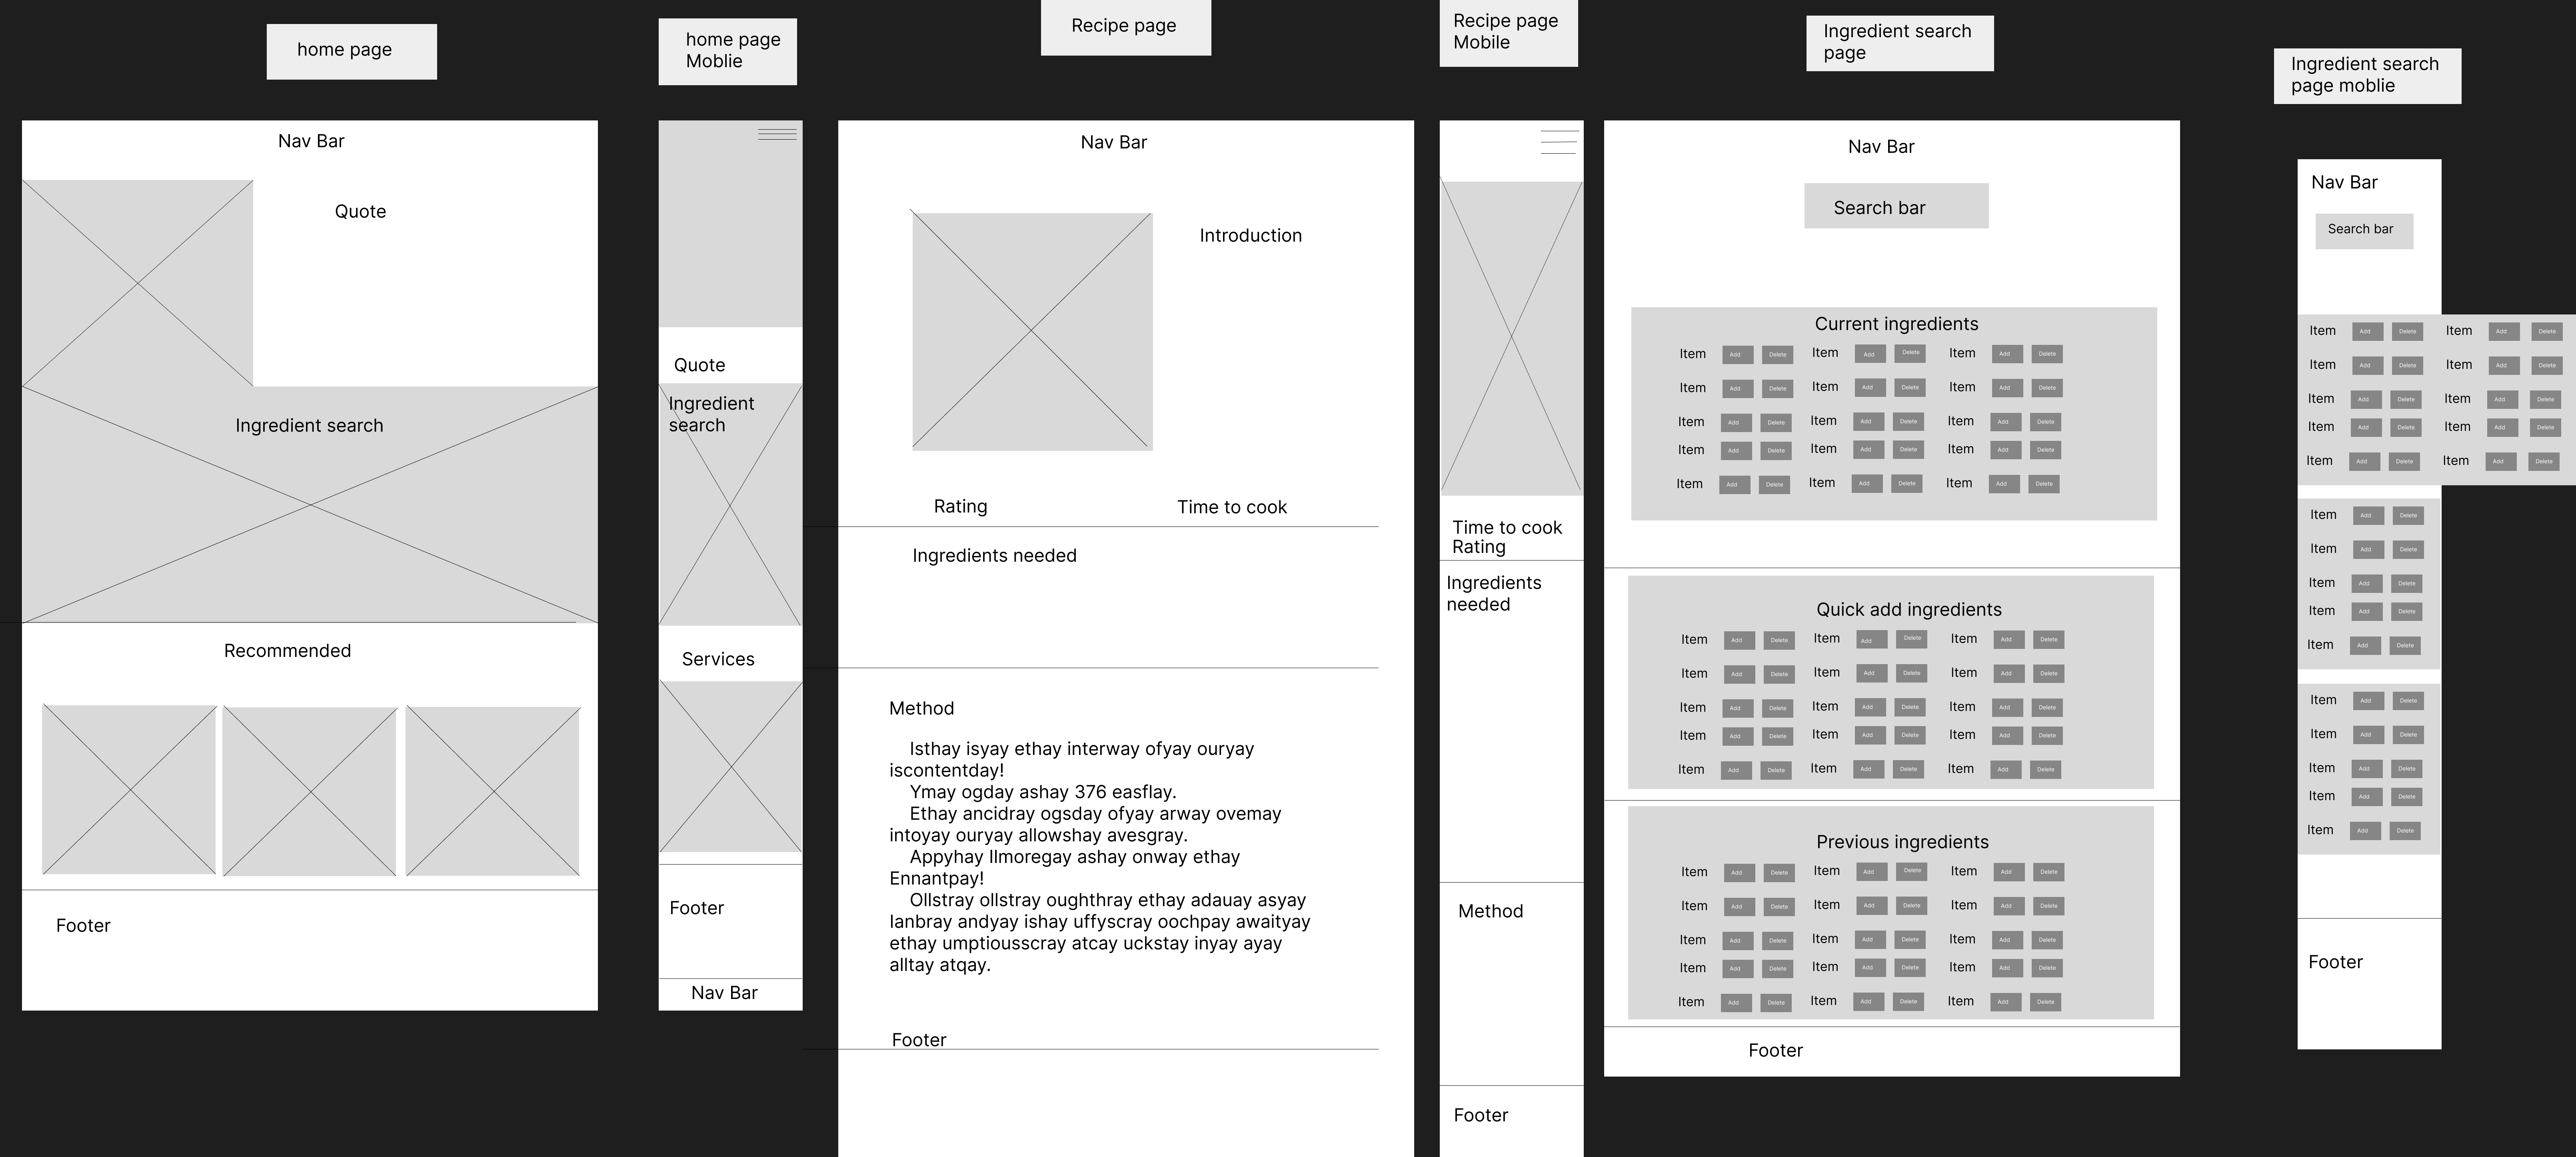 home page
Nav Bar
Quote
Ingredient search
Recommended
Footer
home page
Moblie
Quote
Ingredient
search
Services
Footer
Nav Bar
Recipe page
Nav Bar
Introduction
Rating Time to cook
Ingredients needed
Method
Isthay isyay ethay interway ofyay ouryay
iscontentday!
Ymay ogday ashay 376 easflay.
Ethay ancidray ogsday ofyay arway ovemay
intoyay ouryay allowshay avesgray.
Appyhay Ilmoregay ashay onway ethay
Ennantpay!
Ollstray ollstray oughthray ethay adauay asyay
lanbray andyay ishay uffyscray oochpay awaityay
ethay umptiousscray atcay uckstay inyay ayay
alltay atqay.
Footer
Recipe page
Mobile
Time to cook
Rating
Ingredients
needed
Method
Footer
Ingredient search
page
Nav Bar
Search bar
Current ingredients
Item Add Delete Item Add Delete Item Add Delete
Item Add Delete Item Add Delete Item Add Delete
Item Add Delete Item Add Delete Item Add Delete
Item Add Delete Item Add Delete Item Add Delete
Item Add Delete Item Add Delete Item Add Delete
Quick add ingredients
Item Add Delete Item Add Delete Item Add Delete
Item Add Delete Item Add Delete Item Add Delete
Item Add Delete Item Add Delete Item Add Delete
Item Add Delete Item Add Delete Item Add Delete
Item Add Delete Item Add Delete Item Add Delete
Previous ingredients
Item Add Delete Item Add Delete Item Add Delete
Item Add Delete Item Add Delete Item Add Delete
Item Add Delete Item Add Delete Item Add Delete
Item Add Delete Item Add Delete Item Add Delete
Item Add Delete Item Add Delete Item Add Delete
Footer
Ingredient search
page moblie
Nav Bar
Search bar
Item Add Delete Item Add Delete
Item Add Delete Item Add Delete
Item Add Delete Item Add Delete
Item Add Delete Item Add Delete
Item Add Delete Item Add Delete
Item Add Delete
Item Add Delete
Item Add Delete
Item Add Delete
Item Add Delete
Item Add Delete
Item Add Delete
Item Add Delete
Item Add Delete
Item Add Delete
Footer